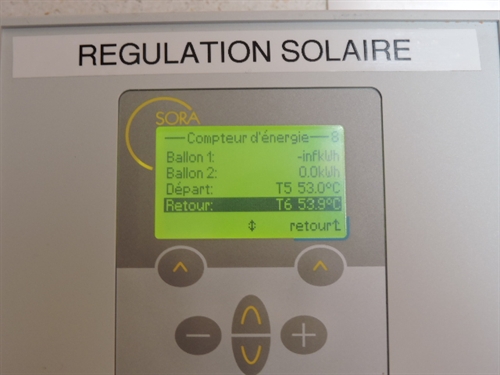 REGULATION SOLAIRE
SORA
Compteur d'énergie 8
Ballon 1: -infkWh
Ballon 2: 0.0kWh
Départ: T5 53.0°C
Retour: T6 53.9°C
retour